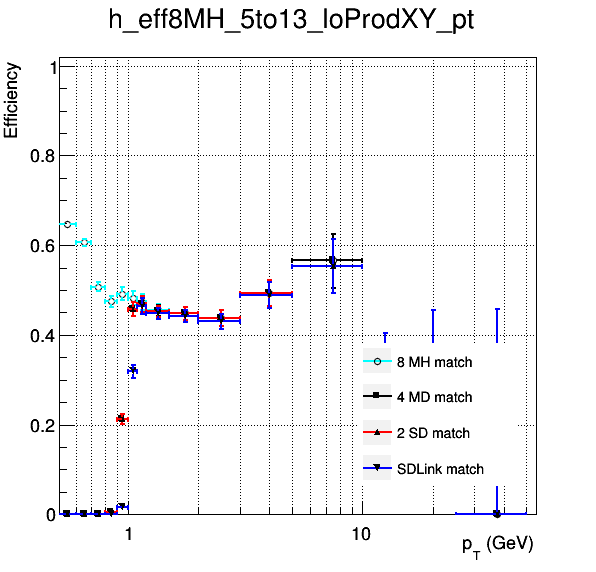 h_eff8MH_5to13_loProdXY_pt
Efficiency
1
0.8
0.6
0.4
8 MH match
4 MD match
0.2
2 SD match
SDLink match
0
1
10
p_T (GeV)